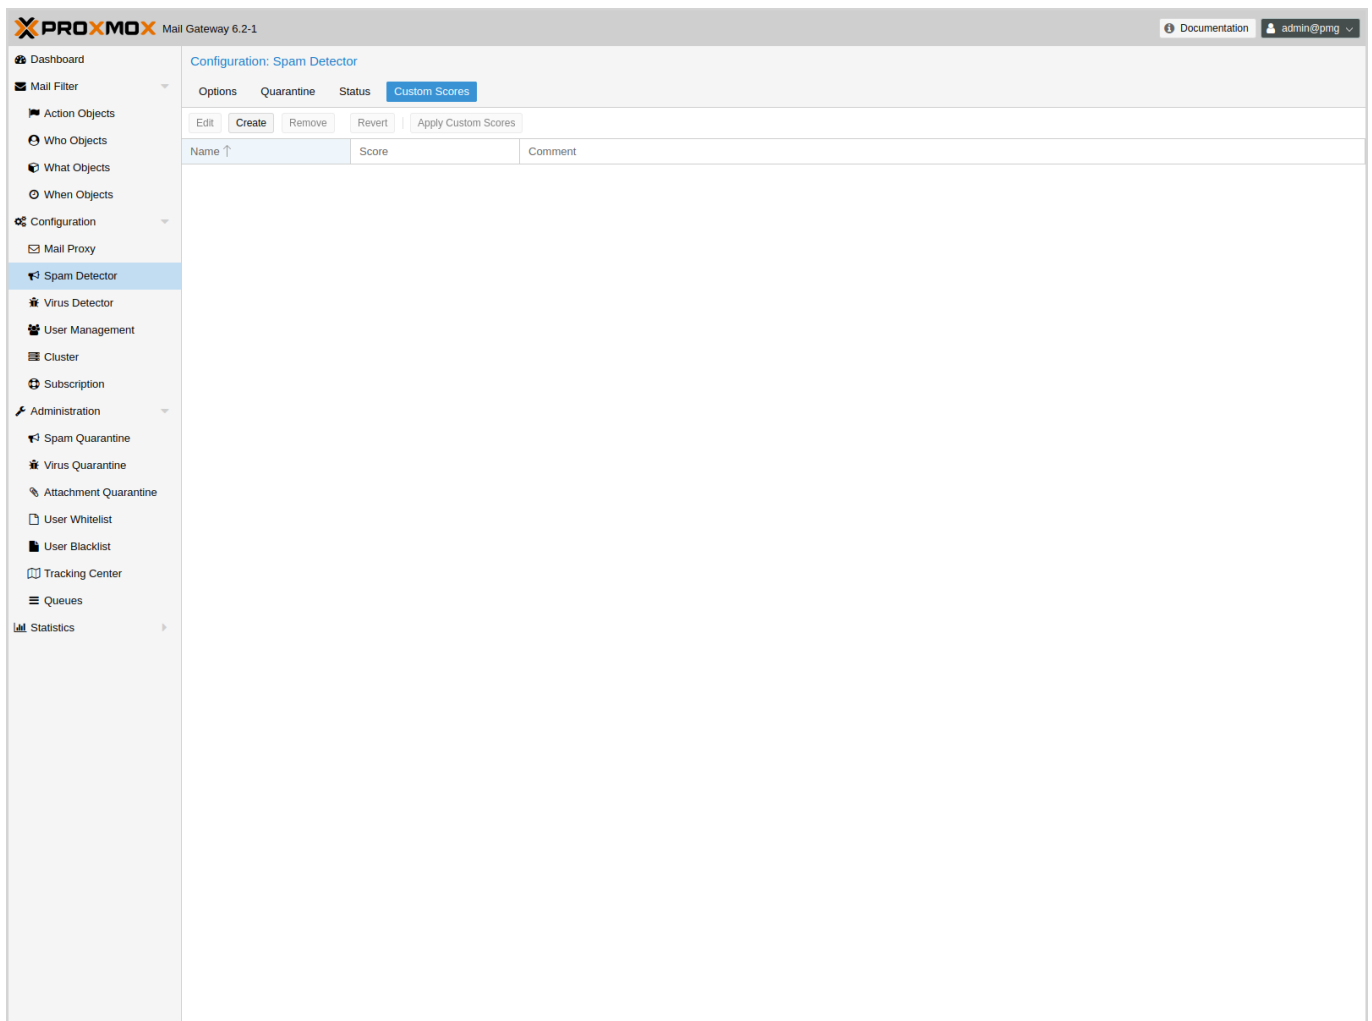 PROXMOX Mail Gateway 6.2-1
Documentation
admin@pmg
Dashboard
Mail Filter
Action Objects
Who Objects
What Objects
When Objects
Configuration
Mail Proxy
Spam Detector
Virus Detector
User Management
Cluster
Subscription
Administration
Spam Quarantine
Virus Quarantine
Attachment Quarantine
User Whitelist
User Blacklist
Tracking Center
Queues
Statistics
Configuration: Spam Detector
Options Quarantine Status Custom Scores
Edit Create Remove Revert Apply Custom Scores
Name Score Comment